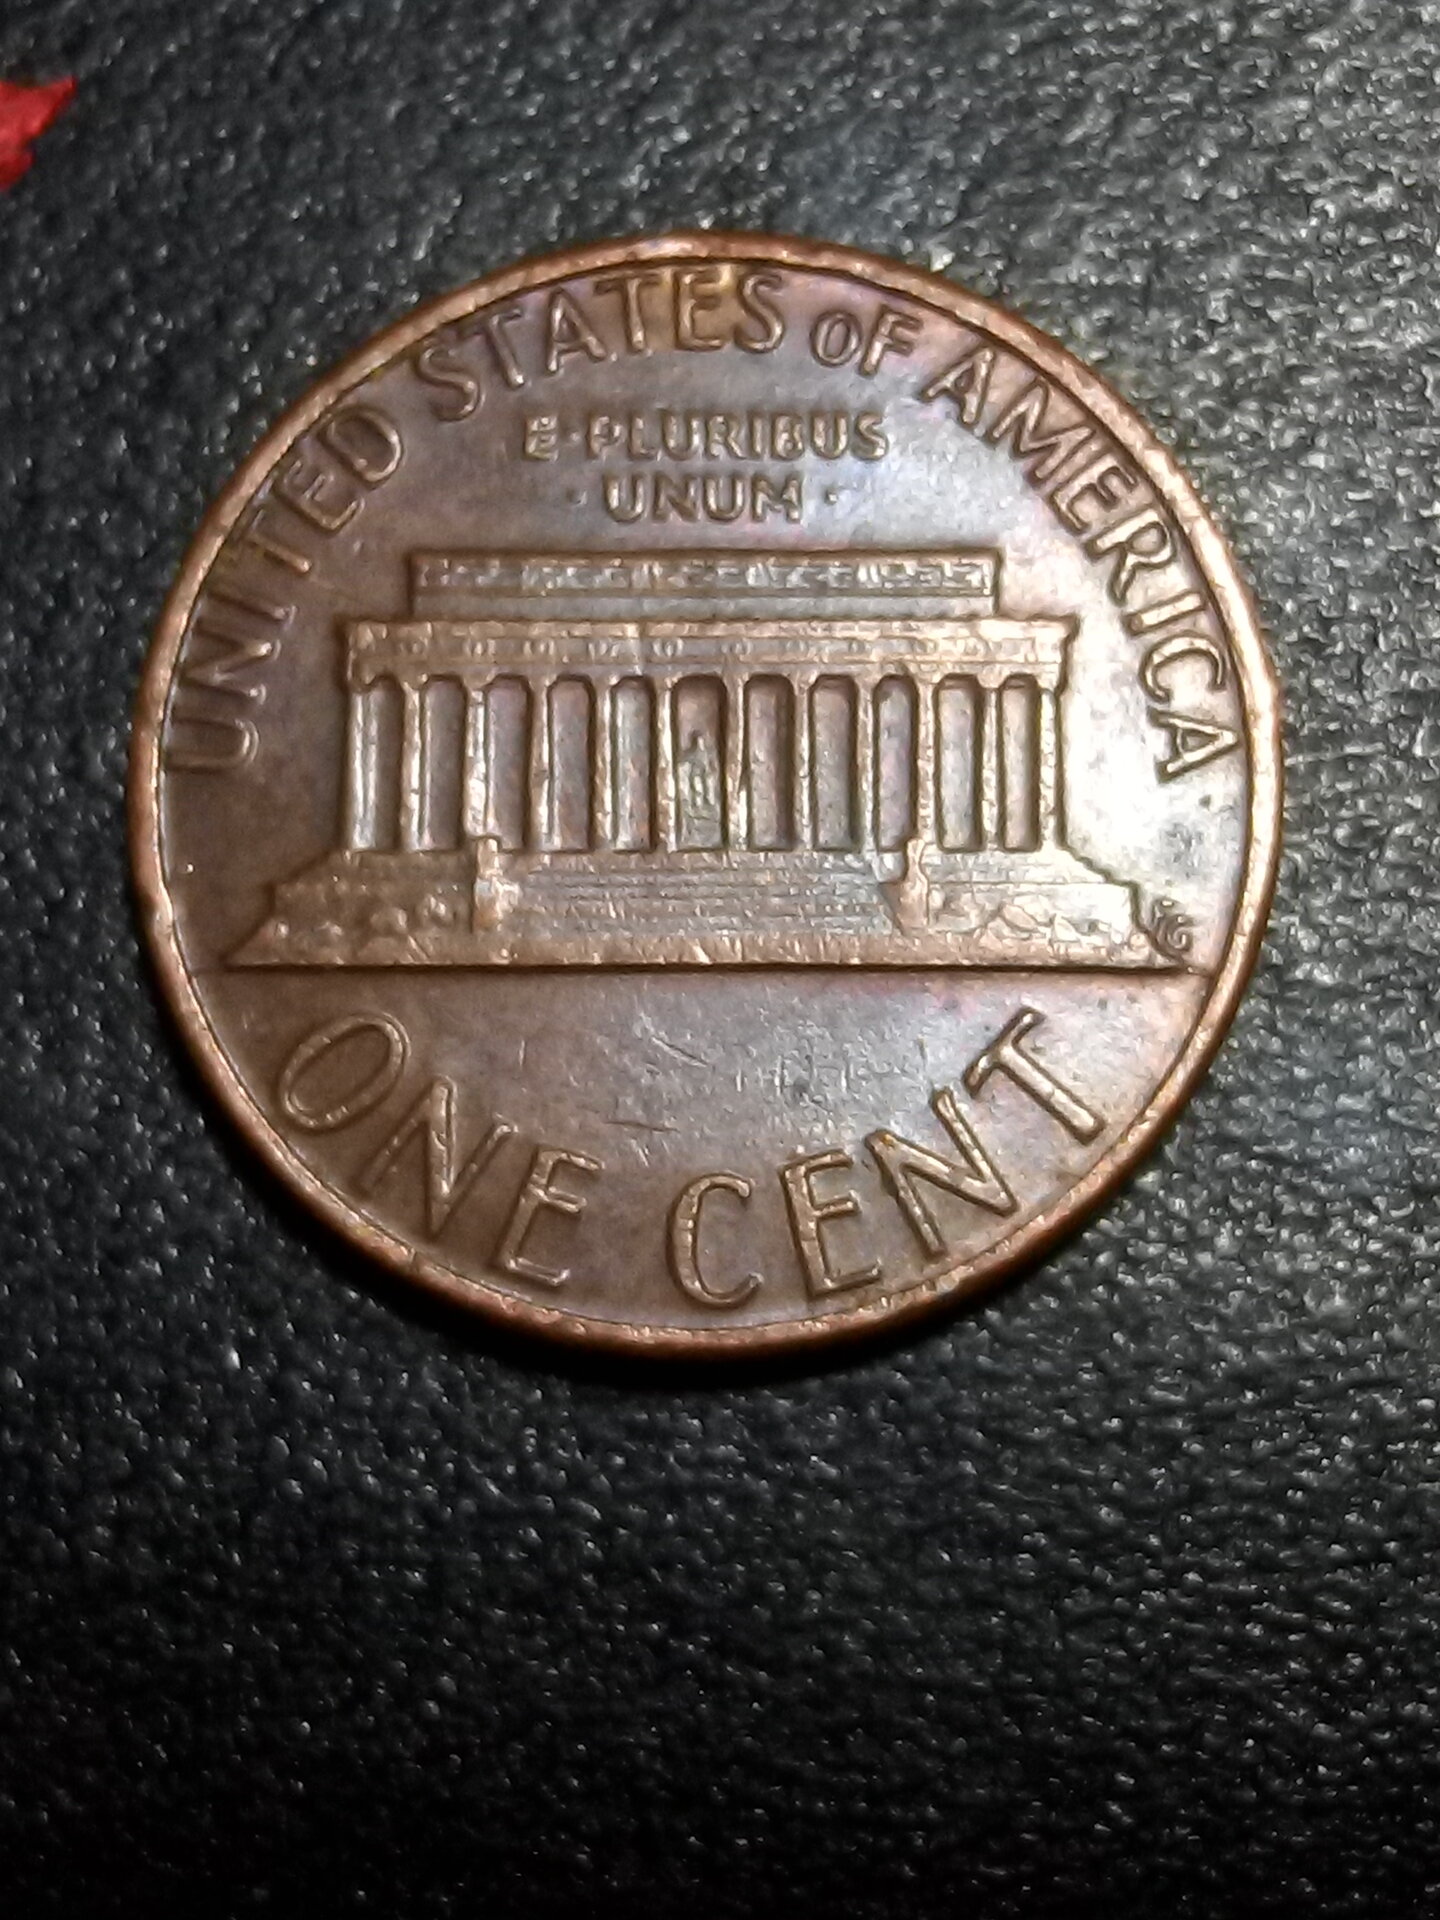 UNITED STATES OF AMERICA
E·PLURIBUS
·UNUM·
ONE CENT